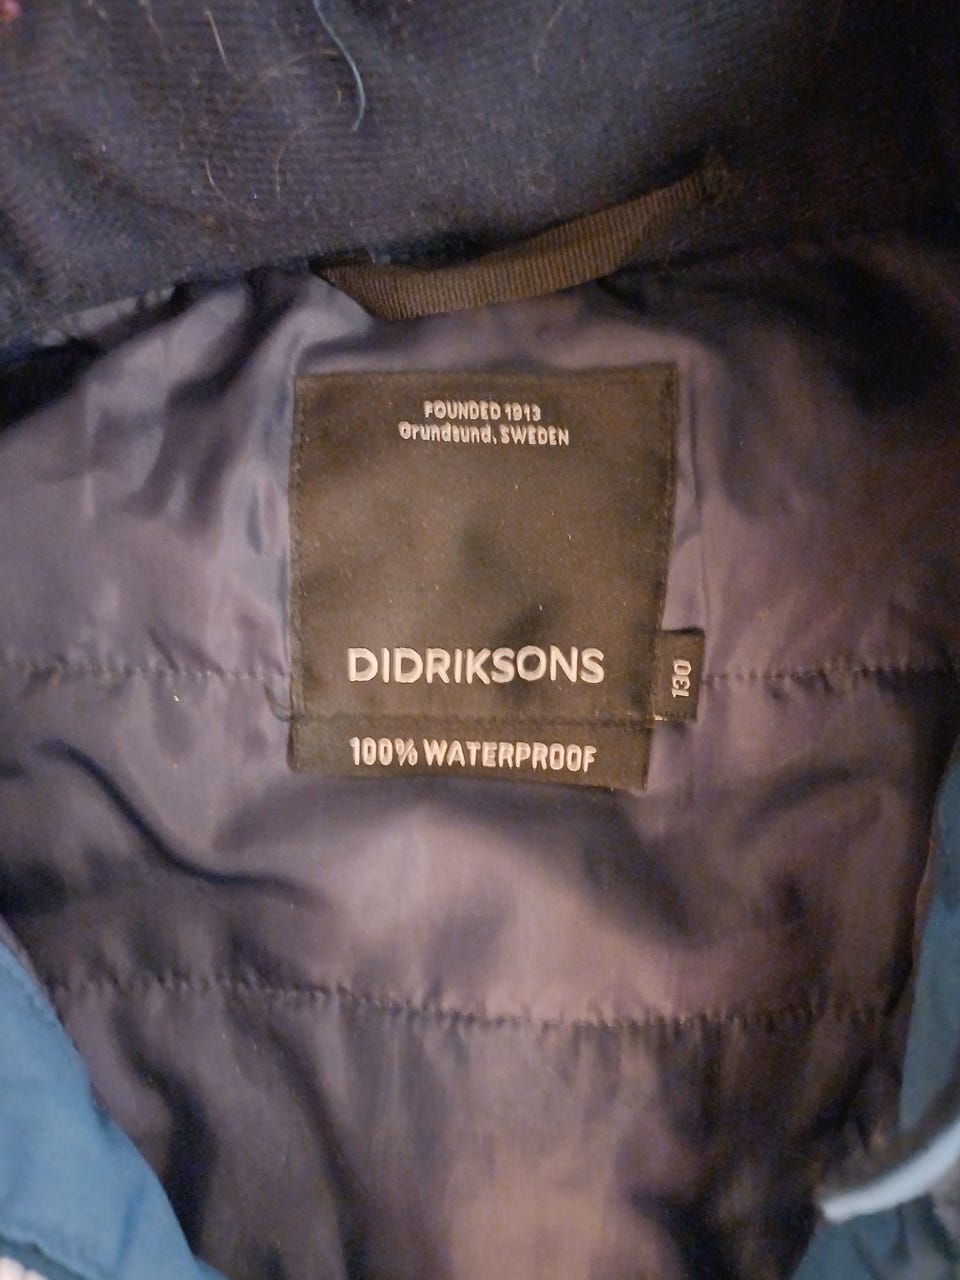 FOUNDED 1913
Grundsund, SWEDEN
DIDRIKSONS
130
100% WATERPROOF